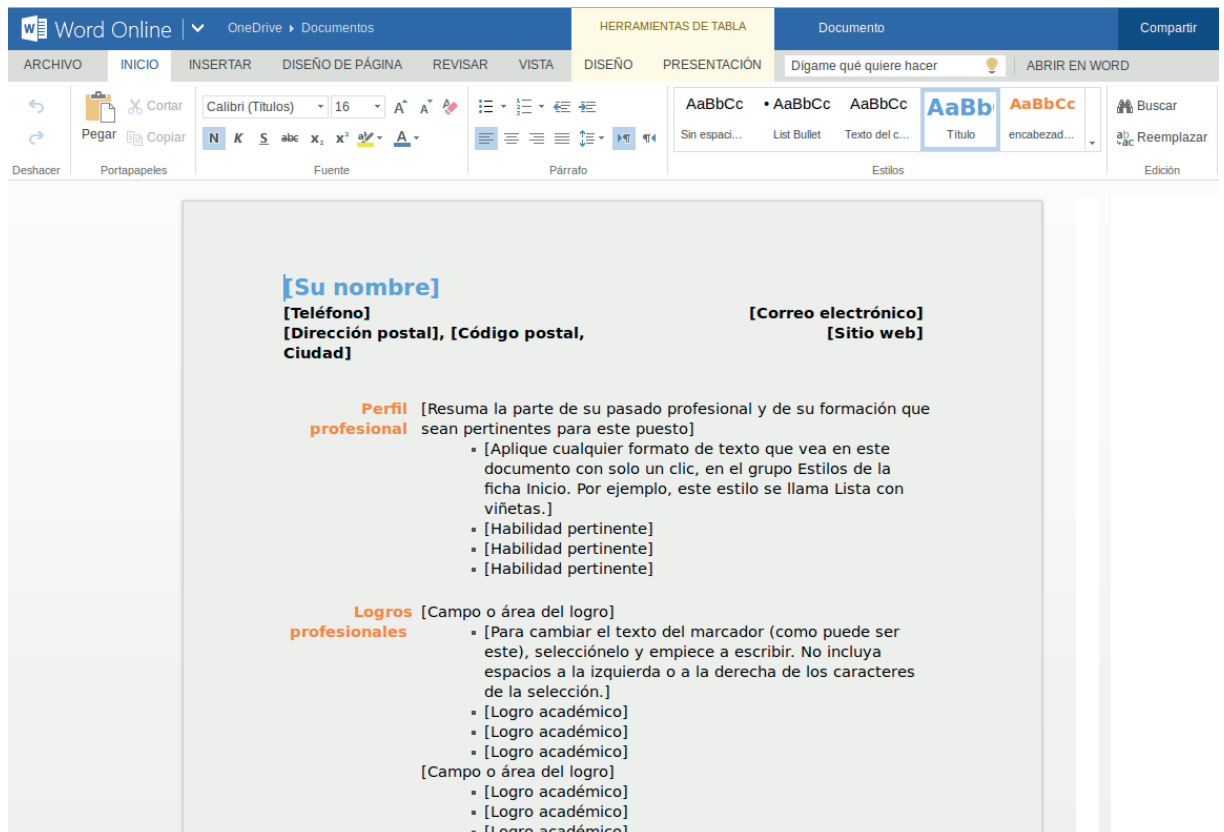 Word Online OneDrive Documentos HERRAMIENTAS DE TABLA Documento Compartir
ARCHIVO INICIO INSERTAR DISEÑO DE PÁGINA REVISAR VISTA DISEÑO PRESENTACIÓN Dígame qué quiere hacer ABRIR EN WORD
Cortar Calibri (Títulos) 16 AaBbCc • AaBbCc AaBbCc AaBb AaBbCc Buscar
Pegar Copiar N K S abc x₂ x² A Sin espaci... List Bullet Texto del c... Título encabezad... Reemplazar
Deshacer Portapapeles Fuente Párrafo Estilos Edición
[Su nombre]
[Teléfono] [Correo electrónico]
[Dirección postal], [Código postal, [Sitio web]
Ciudad]
Perfil [Resuma la parte de su pasado profesional y de su formación que
profesional sean pertinentes para este puesto]
▪ [Aplique cualquier formato de texto que vea en este
documento con solo un clic, en el grupo Estilos de la
ficha Inicio. Por ejemplo, este estilo se llama Lista con
viñetas.]
▪ [Habilidad pertinente]
▪ [Habilidad pertinente]
▪ [Habilidad pertinente]
Logros [Campo o área del logro]
profesionales ▪ [Para cambiar el texto del marcador (como puede ser
este), selecciónelo y empiece a escribir. No incluya
espacios a la izquierda o a la derecha de los caracteres
de la selección.]
▪ [Logro académico]
▪ [Logro académico]
▪ [Logro académico]
[Campo o área del logro]
▪ [Logro académico]
▪ [Logro académico]
▪ [Logro académico]